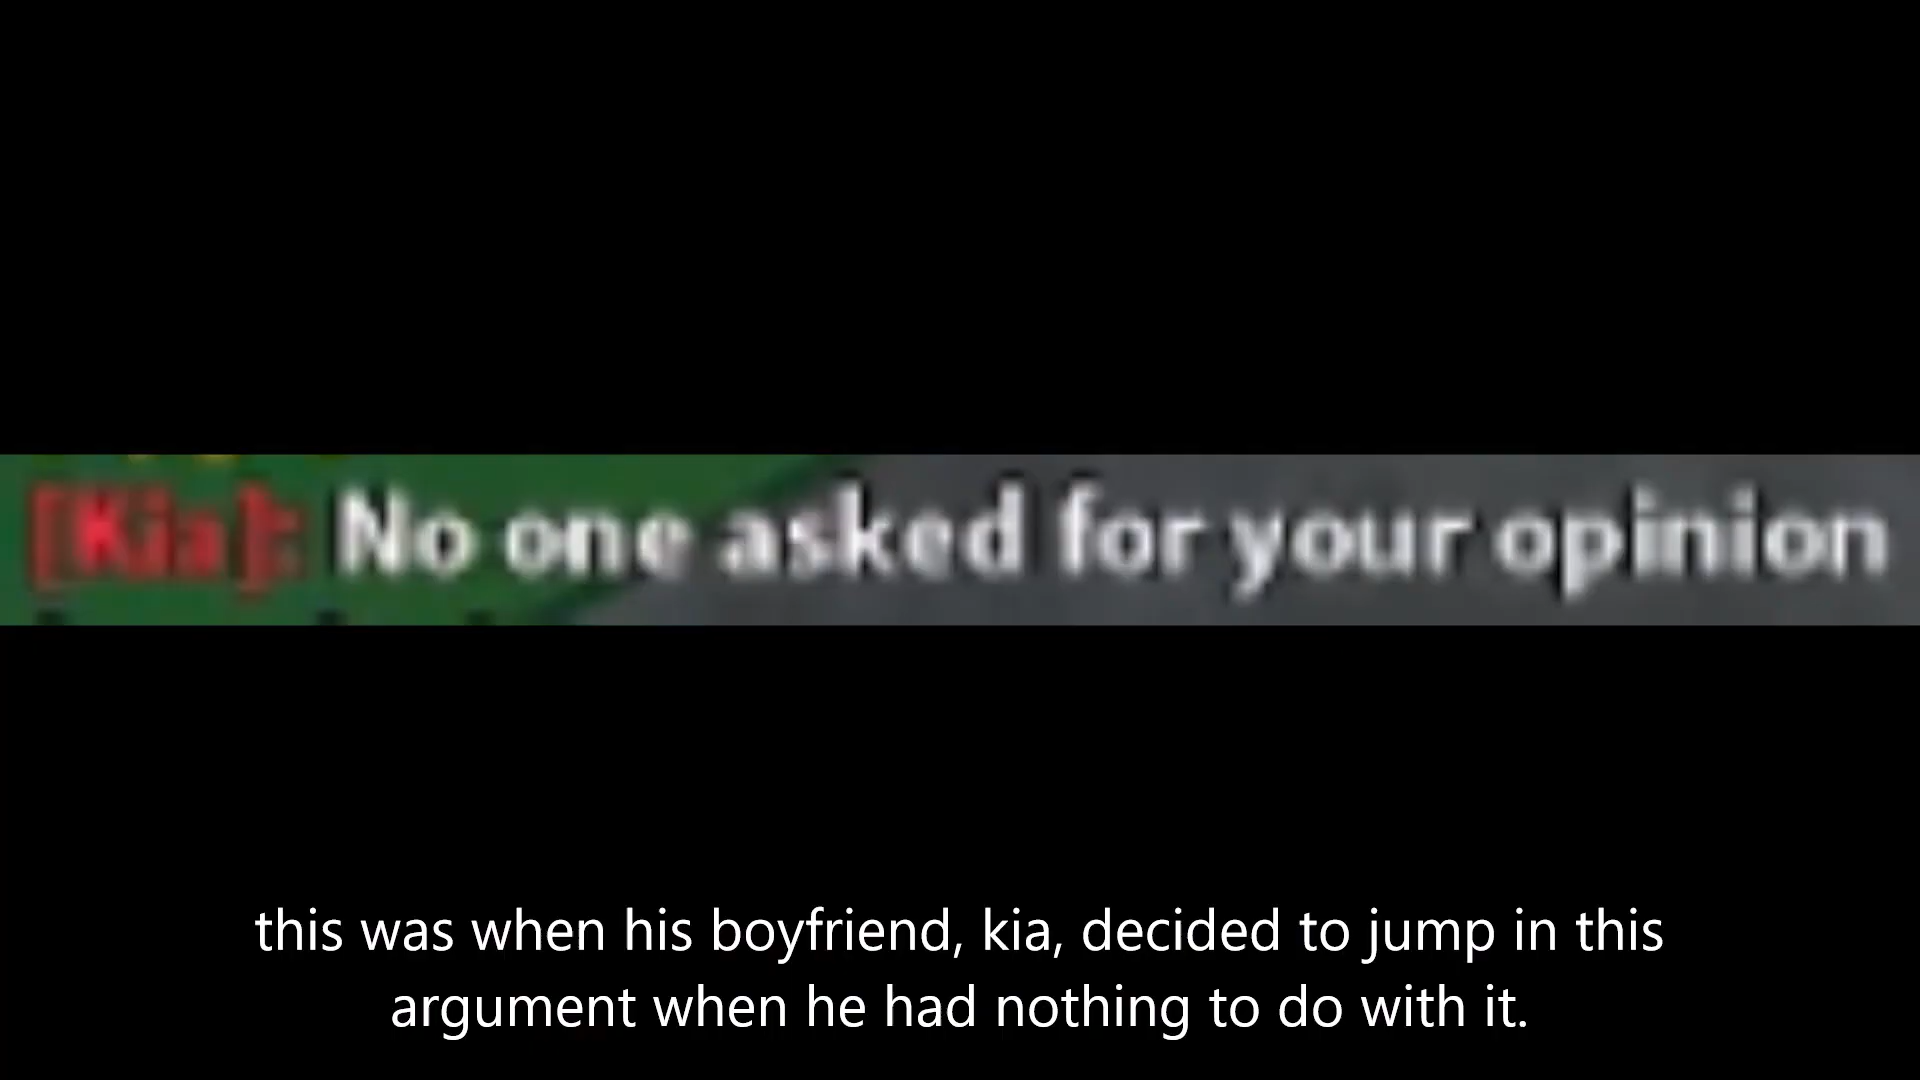 [Kia]: No one asked for your opinion
this was when his boyfriend, kia, decided to jump in this
argument when he had nothing to do with it.